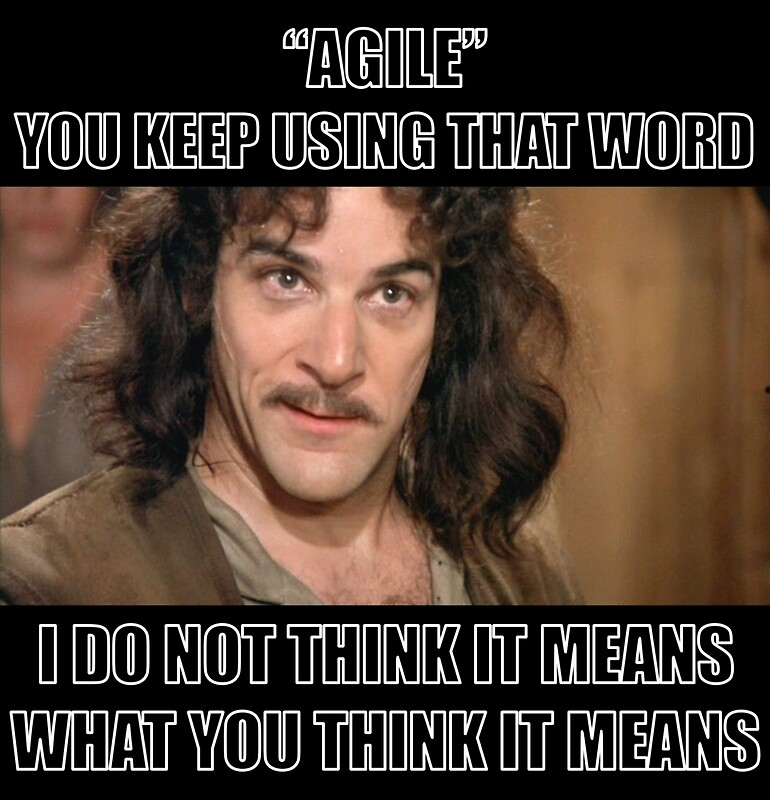 “AGILE”
YOU KEEP USING THAT WORD
I DO NOT THINK IT MEANS
WHAT YOU THINK IT MEANS